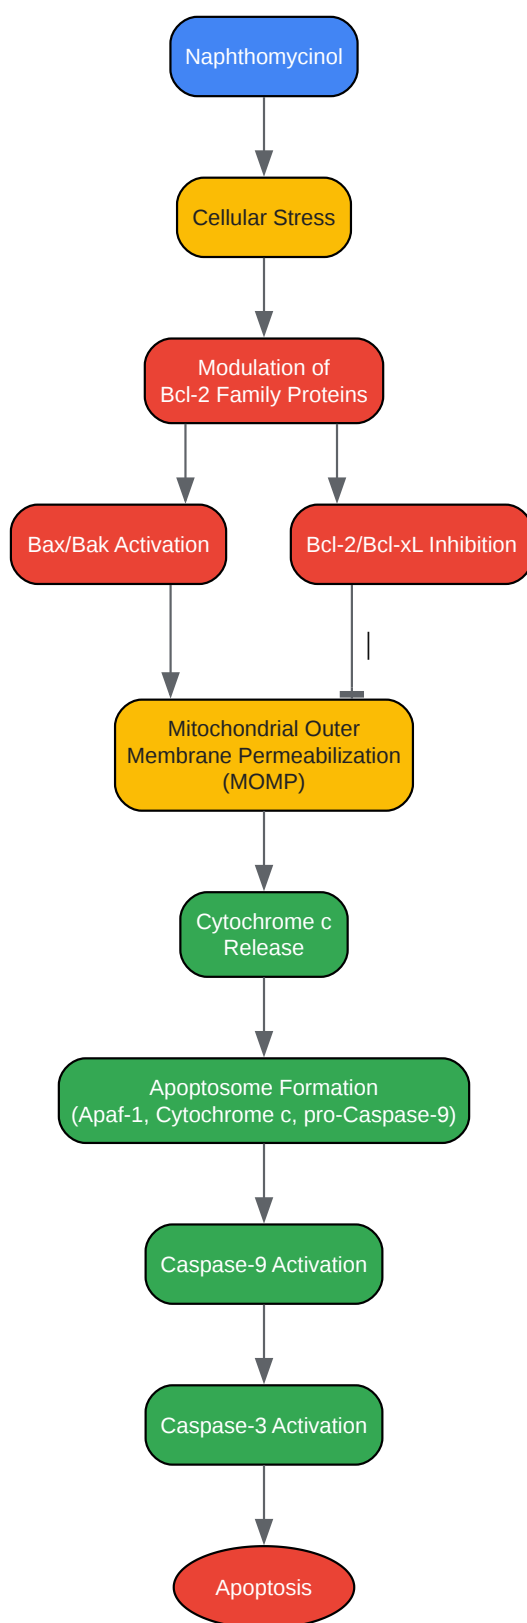 Naphthomycinol
Cellular Stress
Modulation of
Bcl-2 Family Proteins
Bax/Bak Activation
Bcl-2/Bcl-xL Inhibition
|
Mitochondrial Outer
Membrane Permeabilization
(MOMP)
Cytochrome c
Release
Apoptosome Formation
(Apaf-1, Cytochrome c, pro-Caspase-9)
Caspase-9 Activation
Caspase-3 Activation
Apoptosis